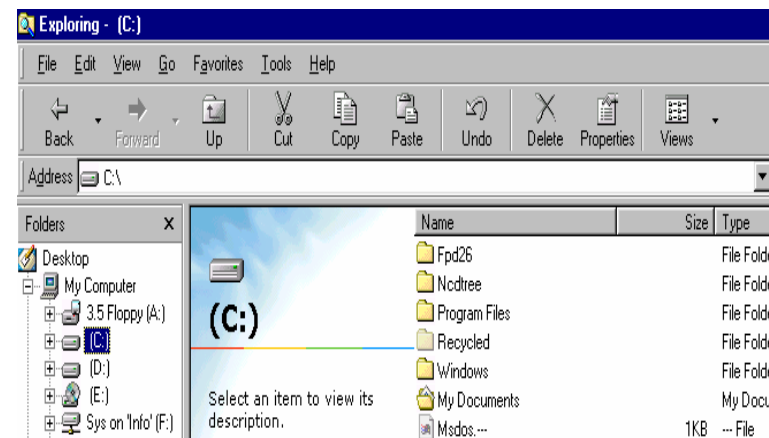 Exploring - (C:)
File Edit View Go Favorites Tools Help
Back Forward Up Cut Copy Paste Undo Delete Properties Views
Address C:\
Folders x
Desktop
My Computer
3.5 Floppy (A:)
(C:)
(D:)
(E:)
Sys on 'Info' (F:)
(C:)
Select an item to view its
description.
Name Size Type
Fpd26 File Folde
Ncdtree File Folde
Program Files File Folde
Recycled File Folde
Windows File Folde
My Documents My Docu
Msdos.--- 1KB --- File